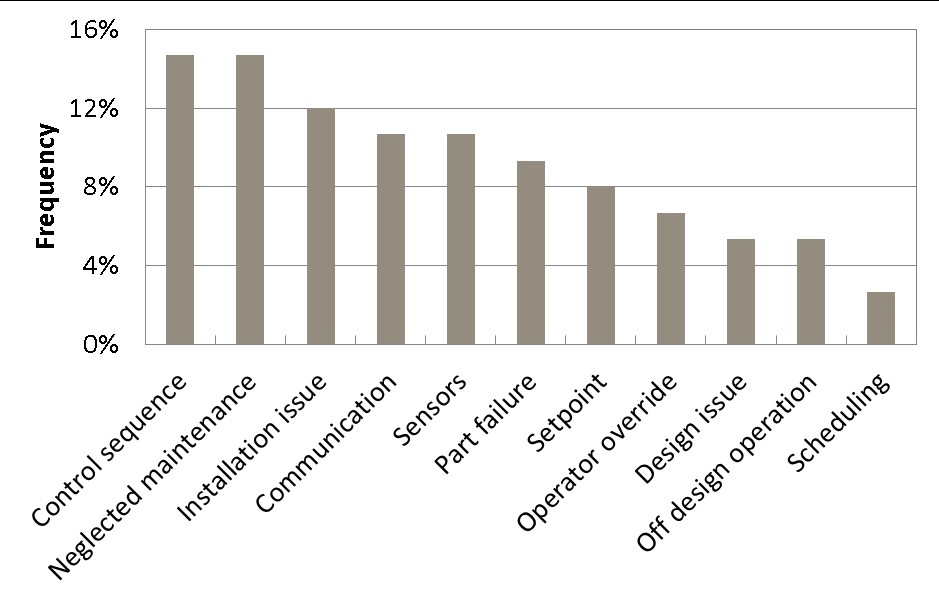 16%
12%
8%
4%
0%
Frequency
Control sequence
Neglected maintenance
Installation issue
Communication
Sensors
Part failure
Setpoint
Operator override
Design issue
Off design operation
Scheduling